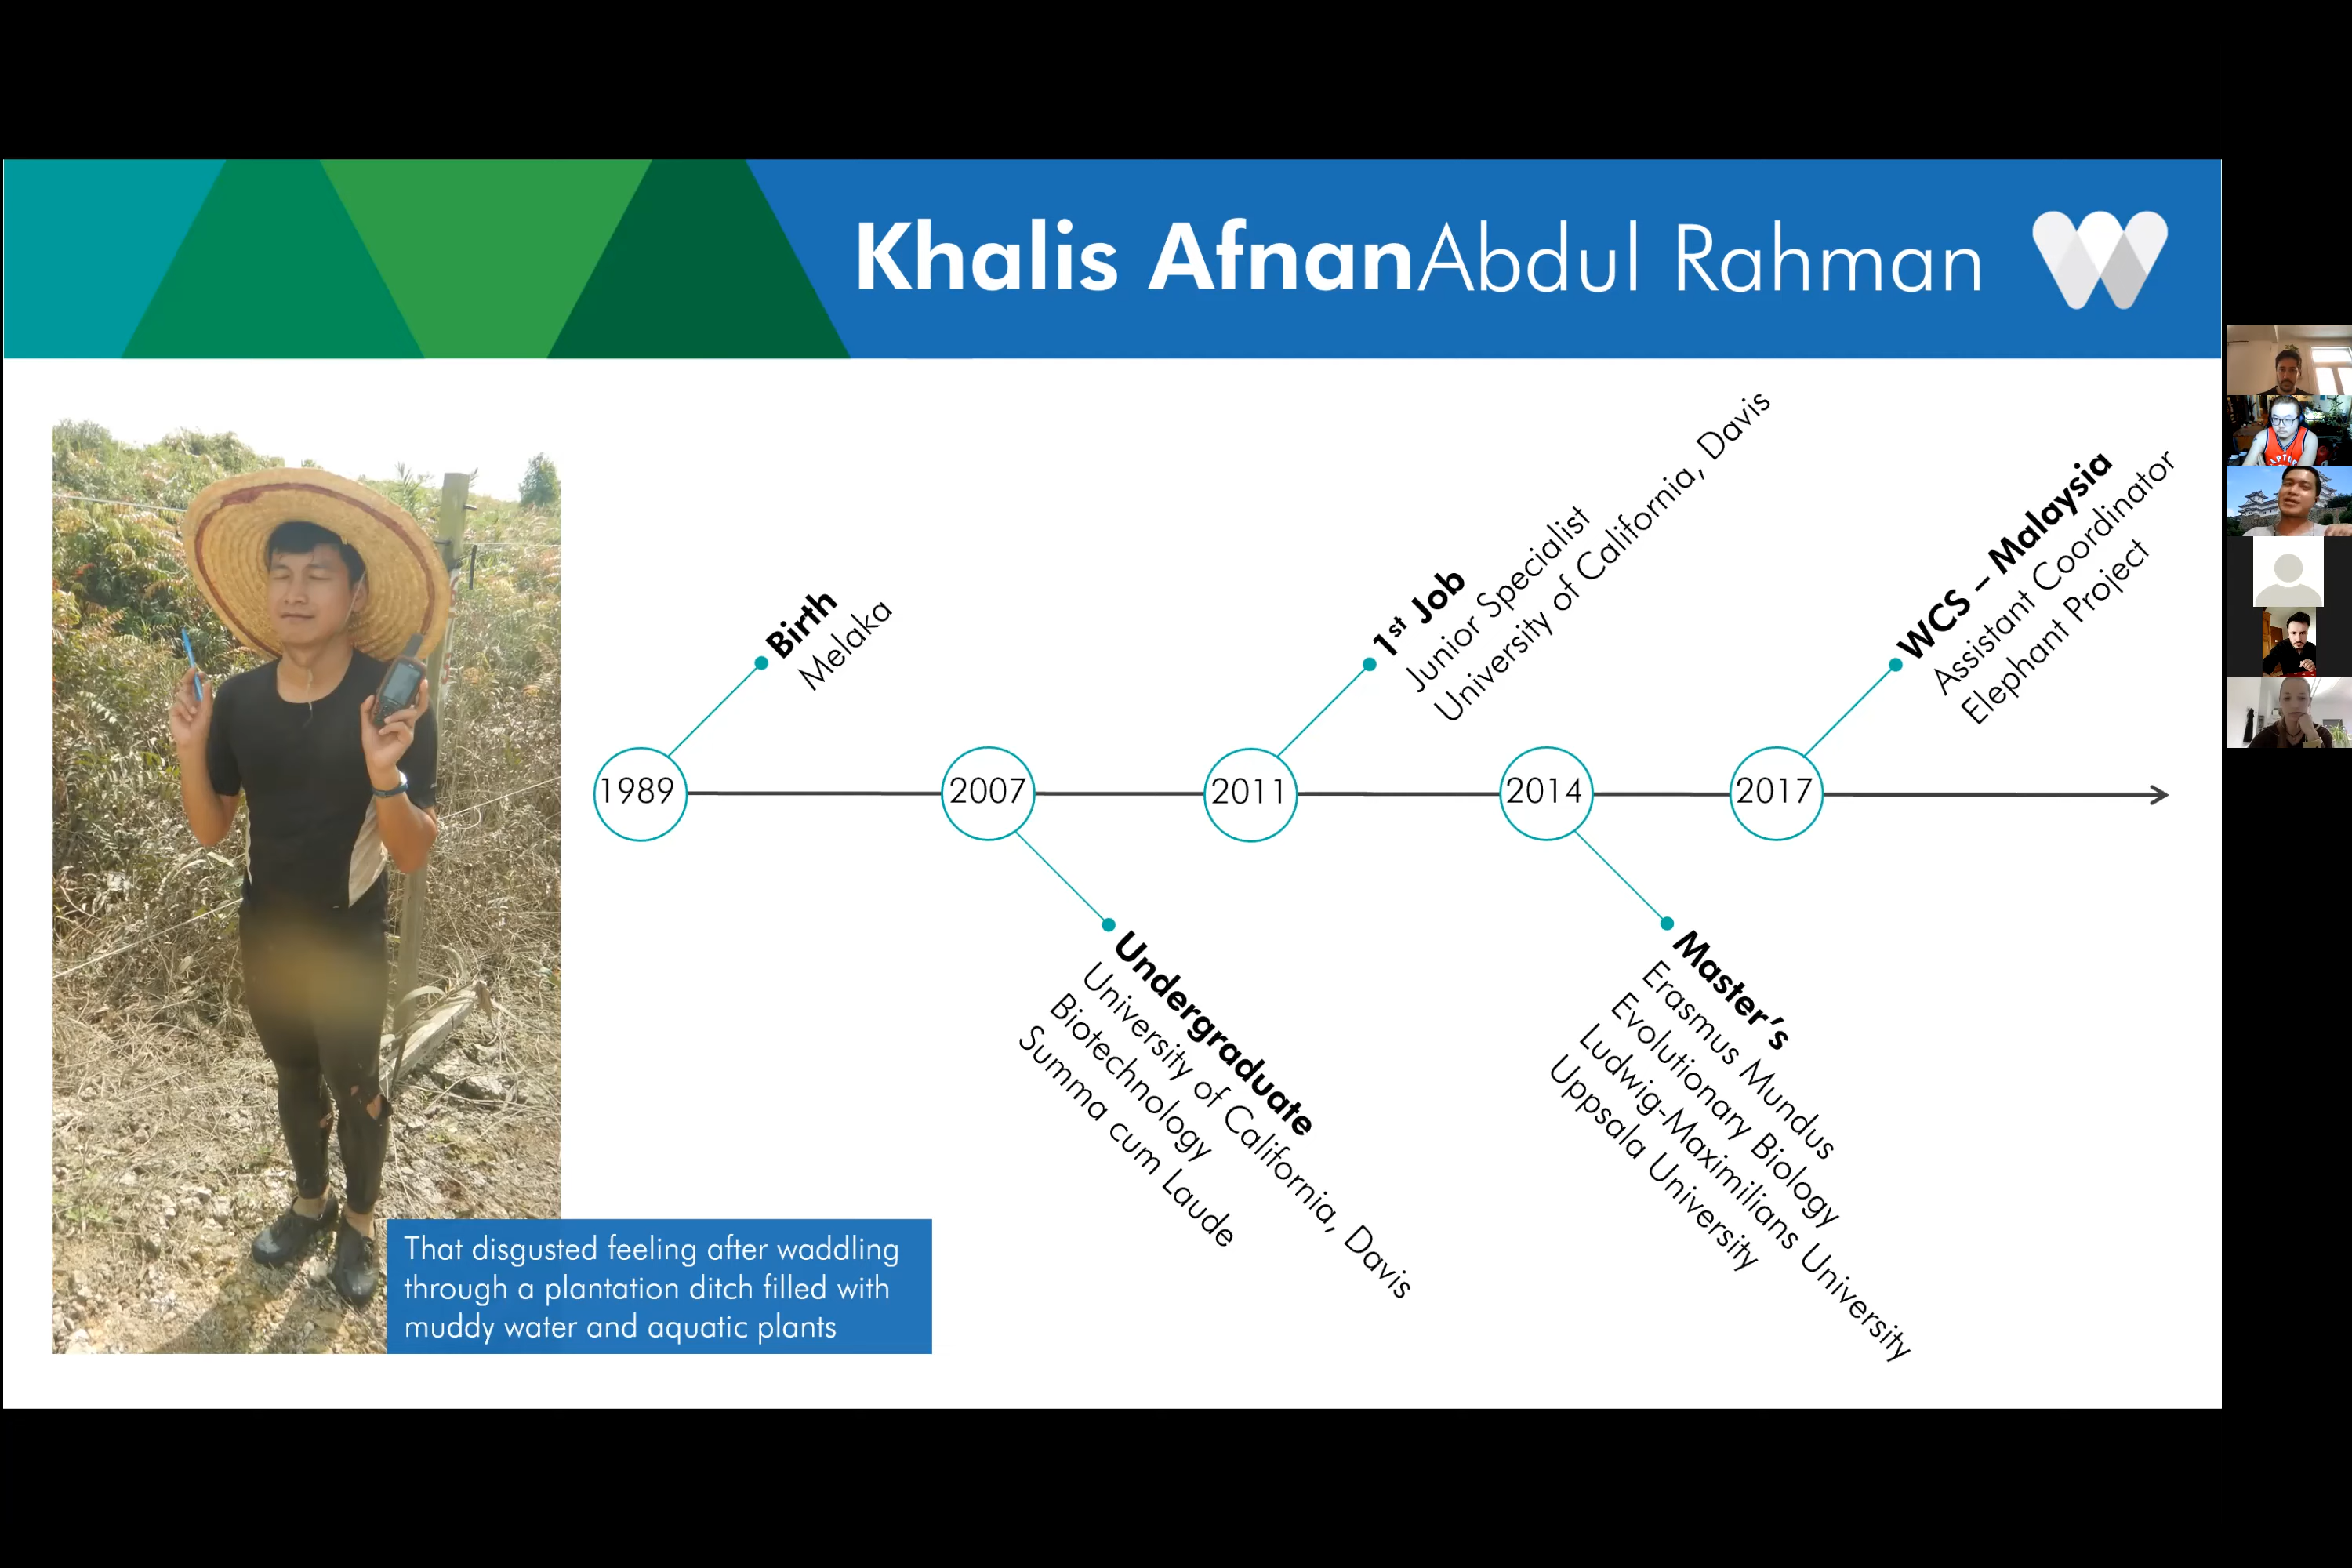 Khalis Afnan Abdul Rahman
Birth
Melaka
1st Job
Junior Specialist
University of California, Davis
WCS – Malaysia
Assistant Coordinator
Elephant Project
1989
2007
2011
2014
2017
Undergraduate
University of California, Davis
Biotechnology
Summa cum Laude
Master's
Erasmus Mundus
Evolutionary Biology
Ludwig-Maximilians University
Uppsala University
That disgusted feeling after waddling
through a plantation ditch filled with
muddy water and aquatic plants